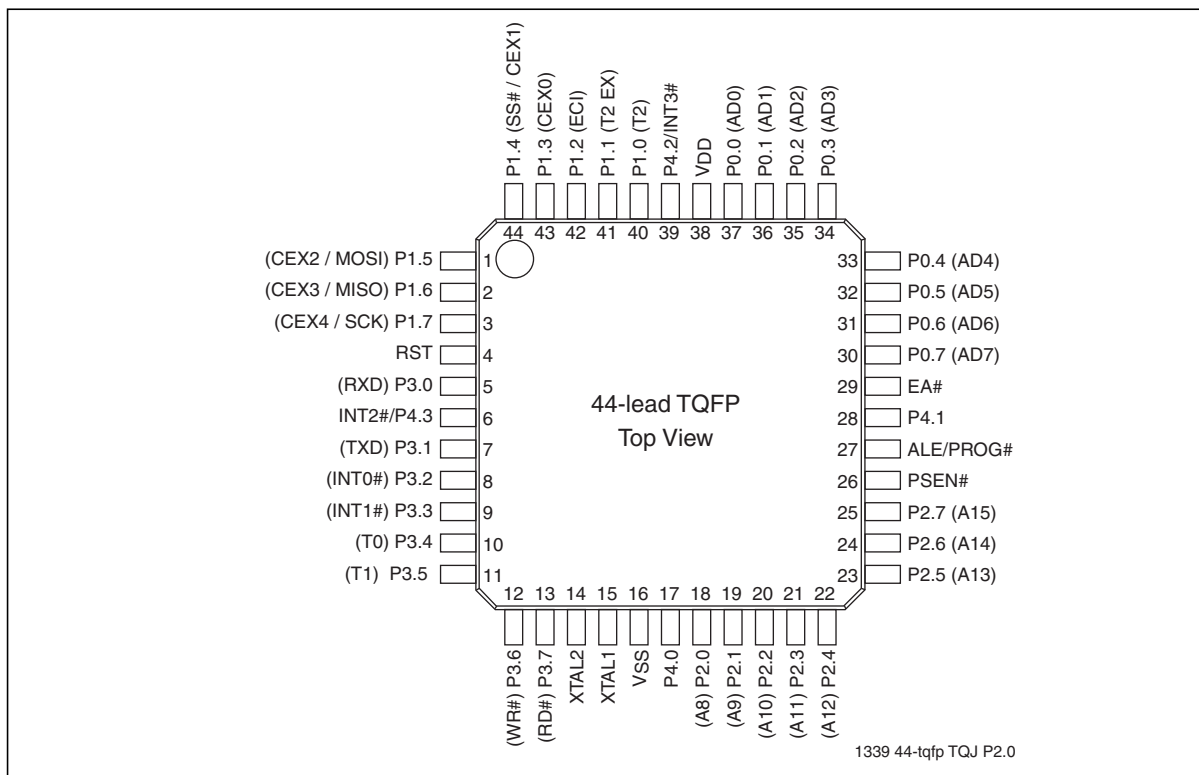 P1.4 (SS# / CEX1)
P1.3 (CEX0)
P1.2 (ECI)
P1.1 (T2 EX)
P1.0 (T2)
P4.2/INT3#
VDD
P0.0 (AD0)
P0.1 (AD1)
P0.2 (AD2)
P0.3 (AD3)
44 43 42 41 40 39 38 37 36 35 34
(CEX2 / MOSI) P1.5 1
(CEX3 / MISO) P1.6 2
(CEX4 / SCK) P1.7 3
RST 4
(RXD) P3.0 5
INT2#/P4.3 6
(TXD) P3.1 7
(INT0#) P3.2 8
(INT1#) P3.3 9
(T0) P3.4 10
(T1) P3.5 11
44-lead TQFP
Top View
33 P0.4 (AD4)
32 P0.5 (AD5)
31 P0.6 (AD6)
30 P0.7 (AD7)
29 EA#
28 P4.1
27 ALE/PROG#
26 PSEN#
25 P2.7 (A15)
24 P2.6 (A14)
23 P2.5 (A13)
12 13 14 15 16 17 18 19 20 21 22
(WR#) P3.6
(RD#) P3.7
XTAL2
XTAL1
VSS
P4.0
(A8) P2.0
(A9) P2.1
(A10) P2.2
(A11) P2.3
(A12) P2.4
1339 44-tqfp TQJ P2.0